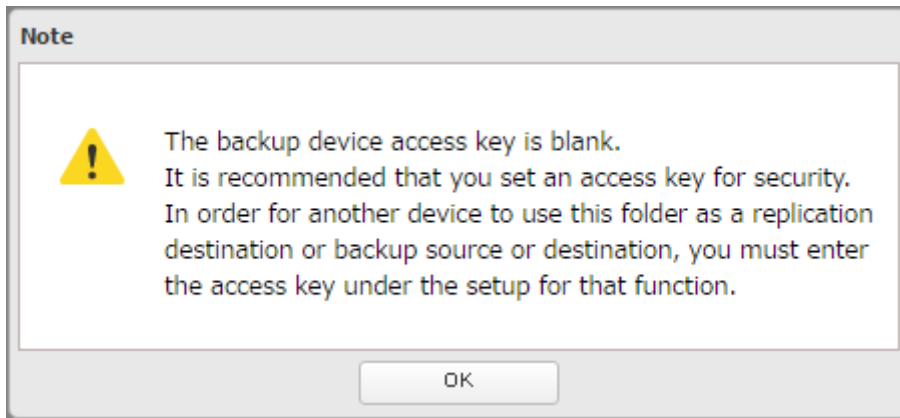 Note
The backup device access key is blank.
It is recommended that you set an access key for security.
In order for another device to use this folder as a replication
destination or backup source or destination, you must enter
the access key under the setup for that function.
OK